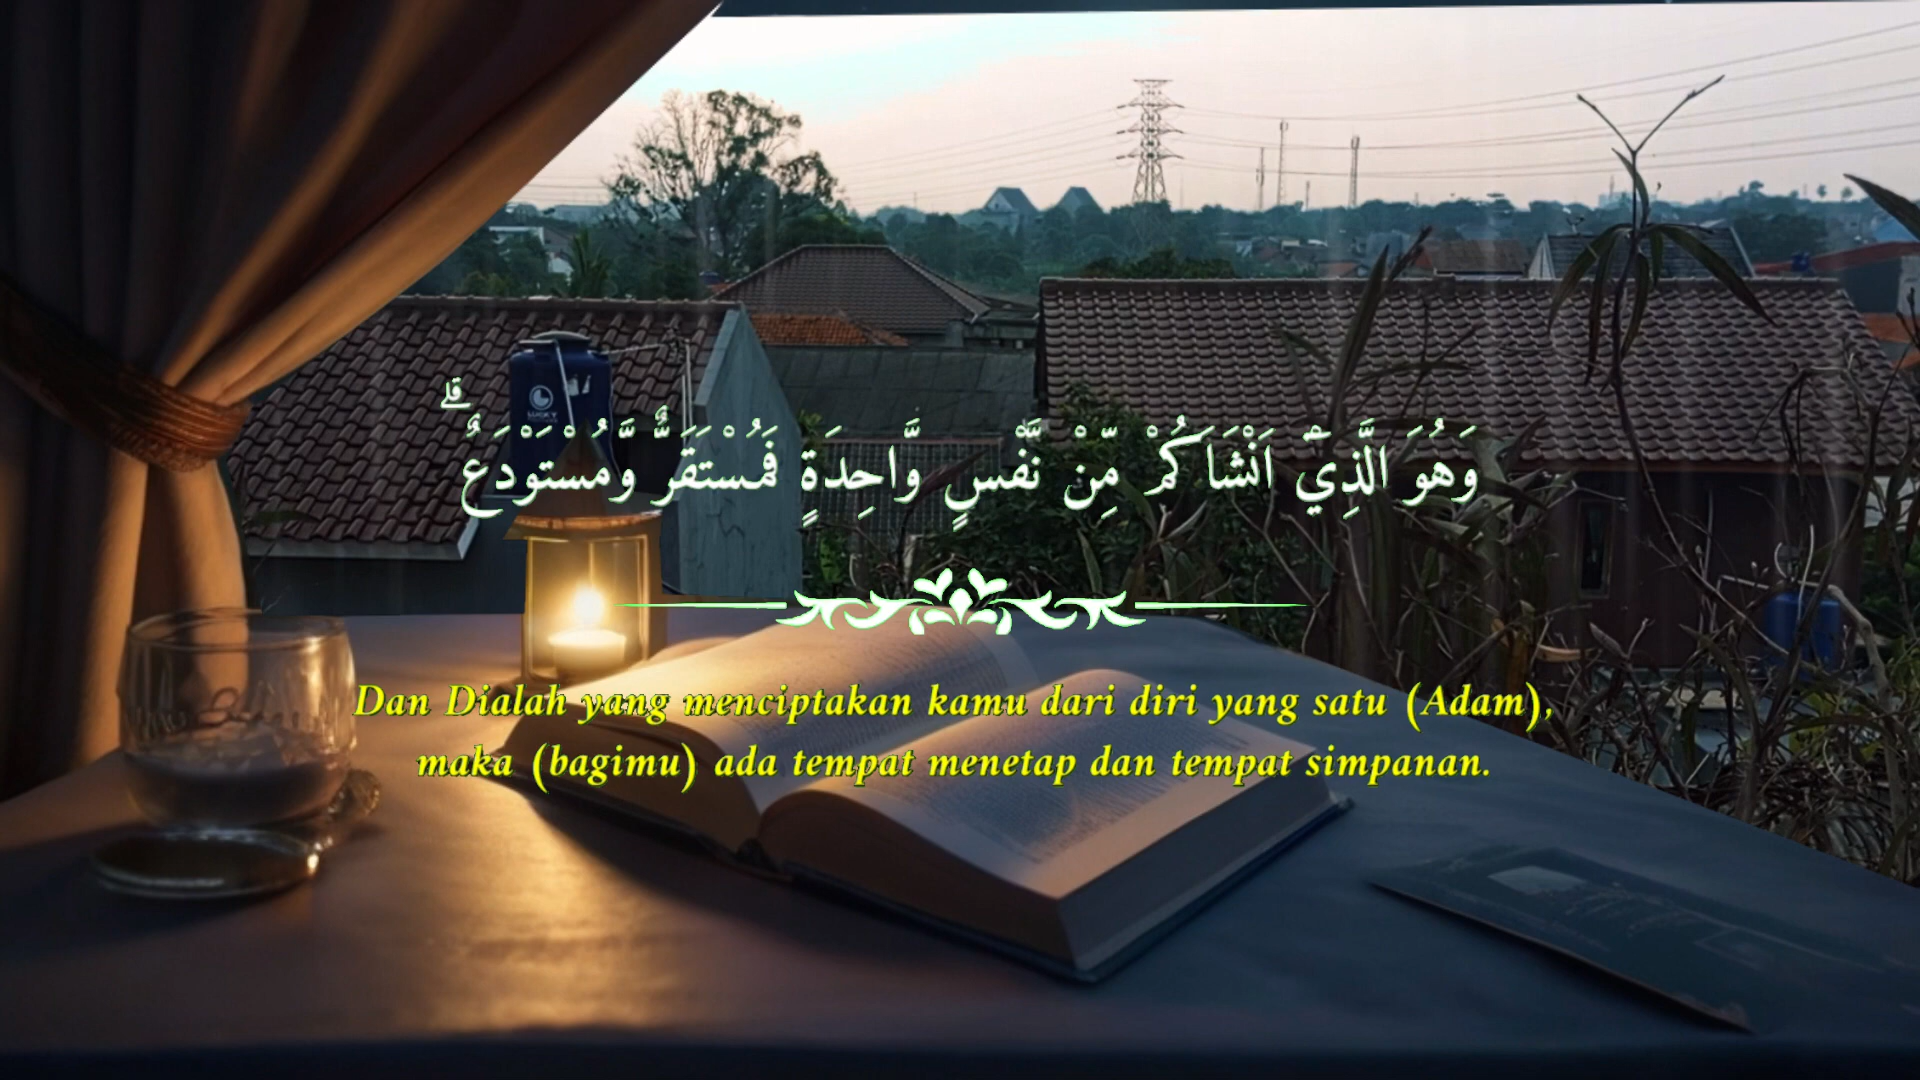 وَهُوَ الَّذِيْٓ اَنْشَاَكُمْ مِّنْ نَّفْسٍ وَّاحِدَةٍ فَمُسْتَقَرٌّ وَّمُسْتَوْدَعٌ ۗ
LUCKY
Dan Dialah yang menciptakan kamu dari diri yang satu (Adam),
maka (bagimu) ada tempat menetap dan tempat simpanan.